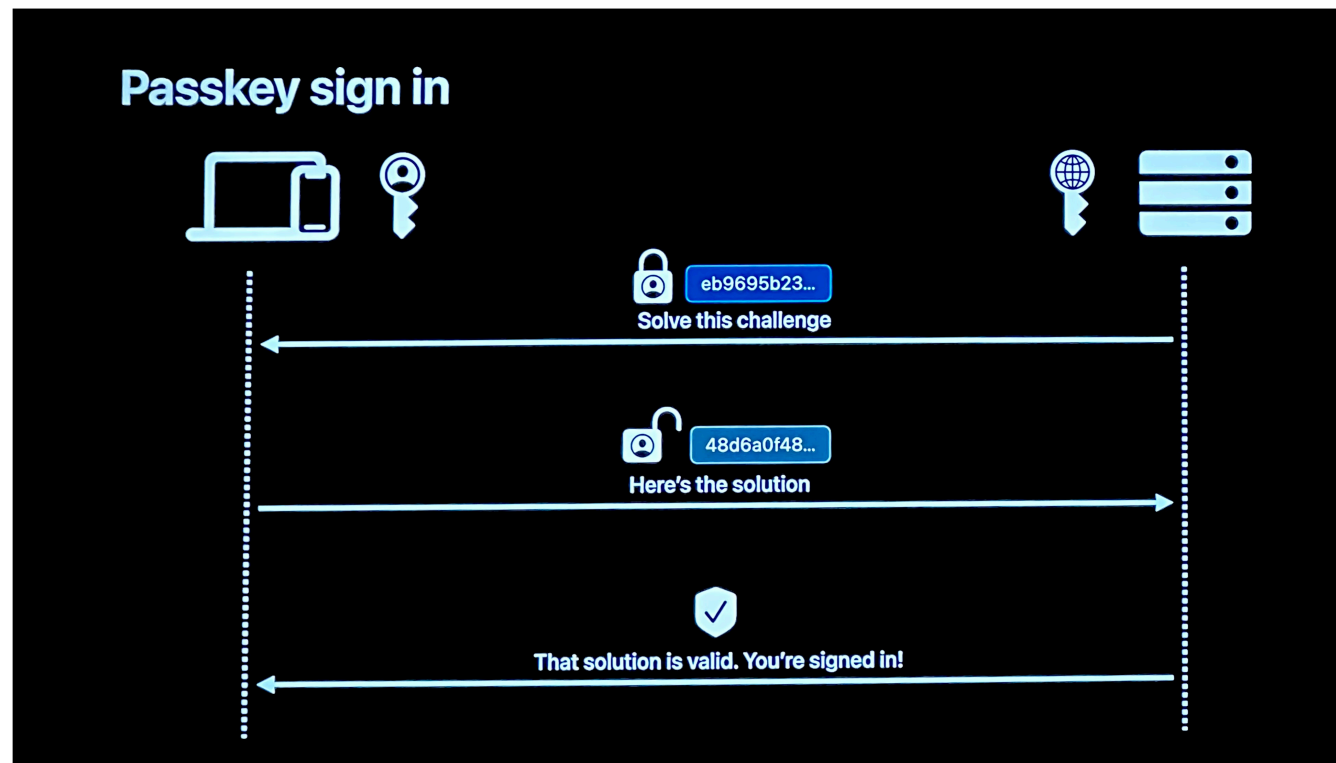 Passkey sign in
eb9695b23...
Solve this challenge
48d6a0f48...
Here's the solution
That solution is valid. You're signed in!